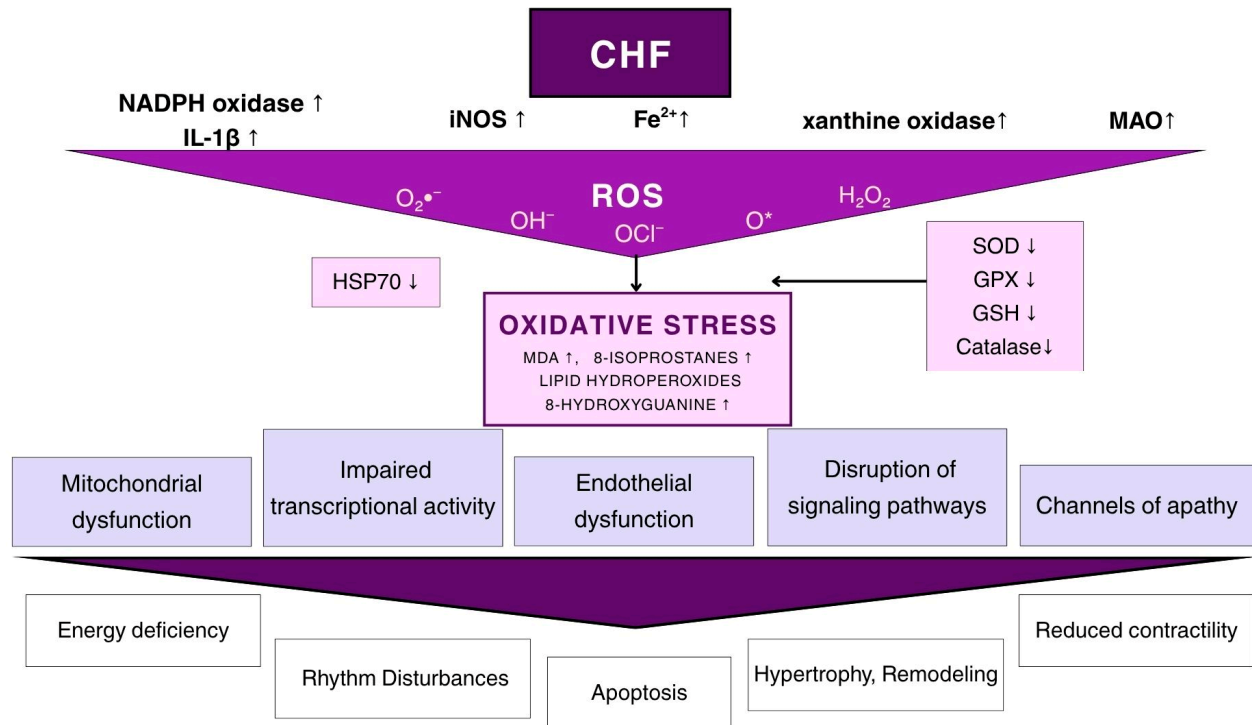 CHF
NADPH oxidase ↑
IL-1β ↑
iNOS ↑
Fe²⁺↑
xanthine oxidase↑
MAO↑
ROS
O₂•⁻
OH⁻
OCl⁻
O*
H₂O₂
HSP70 ↓
SOD ↓
GPX ↓
GSH ↓
Catalase↓
OXIDATIVE STRESS
MDA ↑, 8-ISOPROSTANES ↑
LIPID HYDROPEROXIDES
8-HYDROXYGUANINE ↑
Mitochondrial
dysfunction
Impaired
transcriptional activity
Endothelial
dysfunction
Disruption of
signaling pathways
Channels of apathy
Energy deficiency
Rhythm Disturbances
Apoptosis
Hypertrophy, Remodeling
Reduced contractility